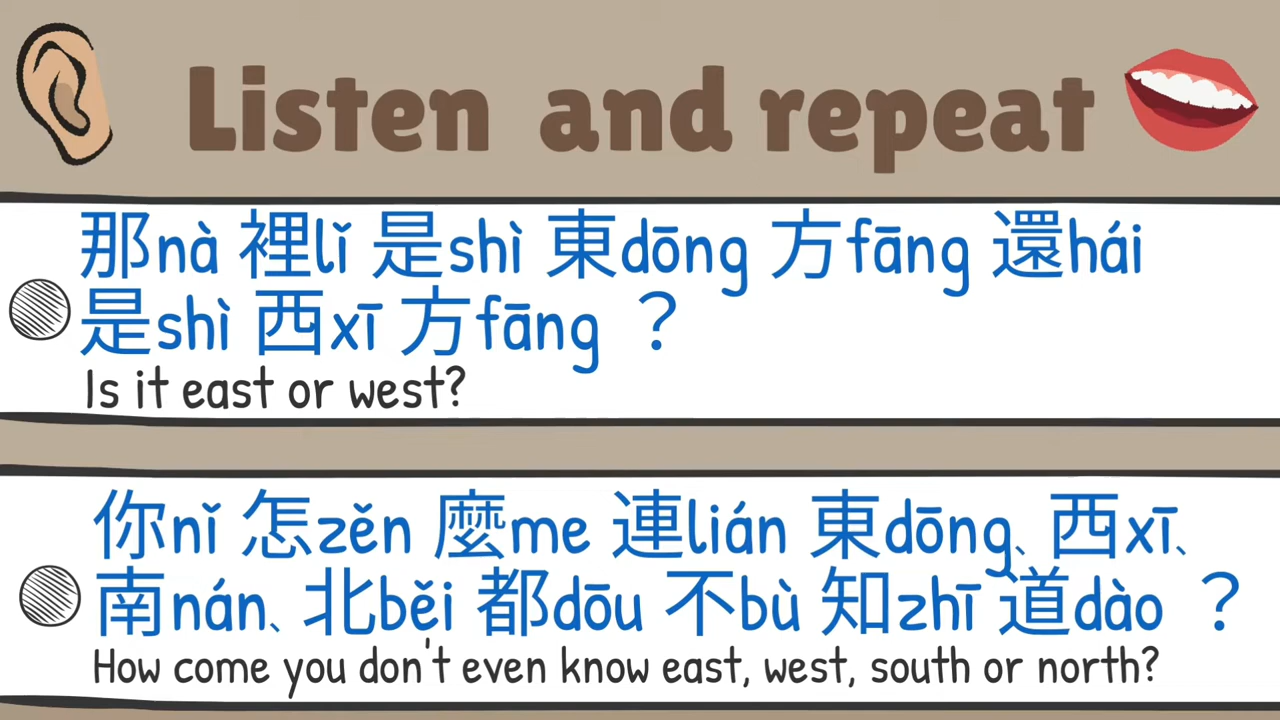 Listen and repeat
那nà 裡lǐ 是shì 東dōng 方fāng 還hái
是shì 西xī 方fāng ？
Is it east or west?
你nǐ 怎zěn 麼me 連lián 東dōng、西xī、
南nán、北běi 都dōu 不bù 知zhī 道dào ？
How come you don't even know east, west, south or north?